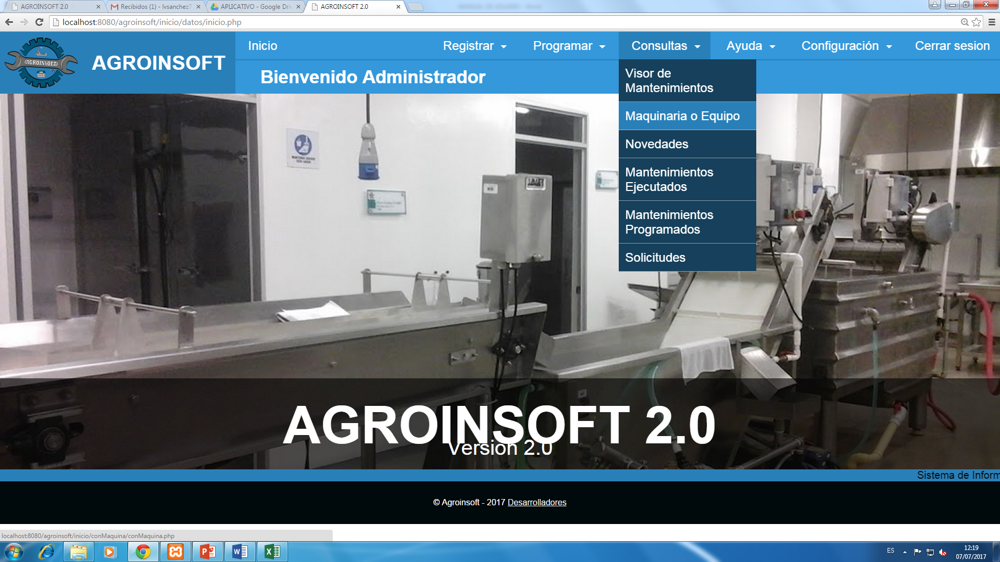 AGROINSOFT 2.0
Recibidos (1) - lvsanchez7
APLICATIVO - Google Driv
AGROINSOFT 2.0
localhost:8080/agroinsoft/inicio/datos/inicio.php
AGROINSOFT
AGROINSOFT
Inicio
Registrar
Programar
Consultas
Ayuda
Configuración
Cerrar sesion
Bienvenido Administrador
Visor de
Mantenimientos
Maquinaria o Equipo
Novedades
Mantenimientos
Ejecutados
Mantenimientos
Programados
Solicitudes
AGROINSOFT 2.0
Version 2.0
Sistema de Inform
© Agroinsoft - 2017 Desarrolladores
localhost:8080/agroinsoft/inicio/conMaquina/conMaquina.php
ES
12:19
07/07/2017